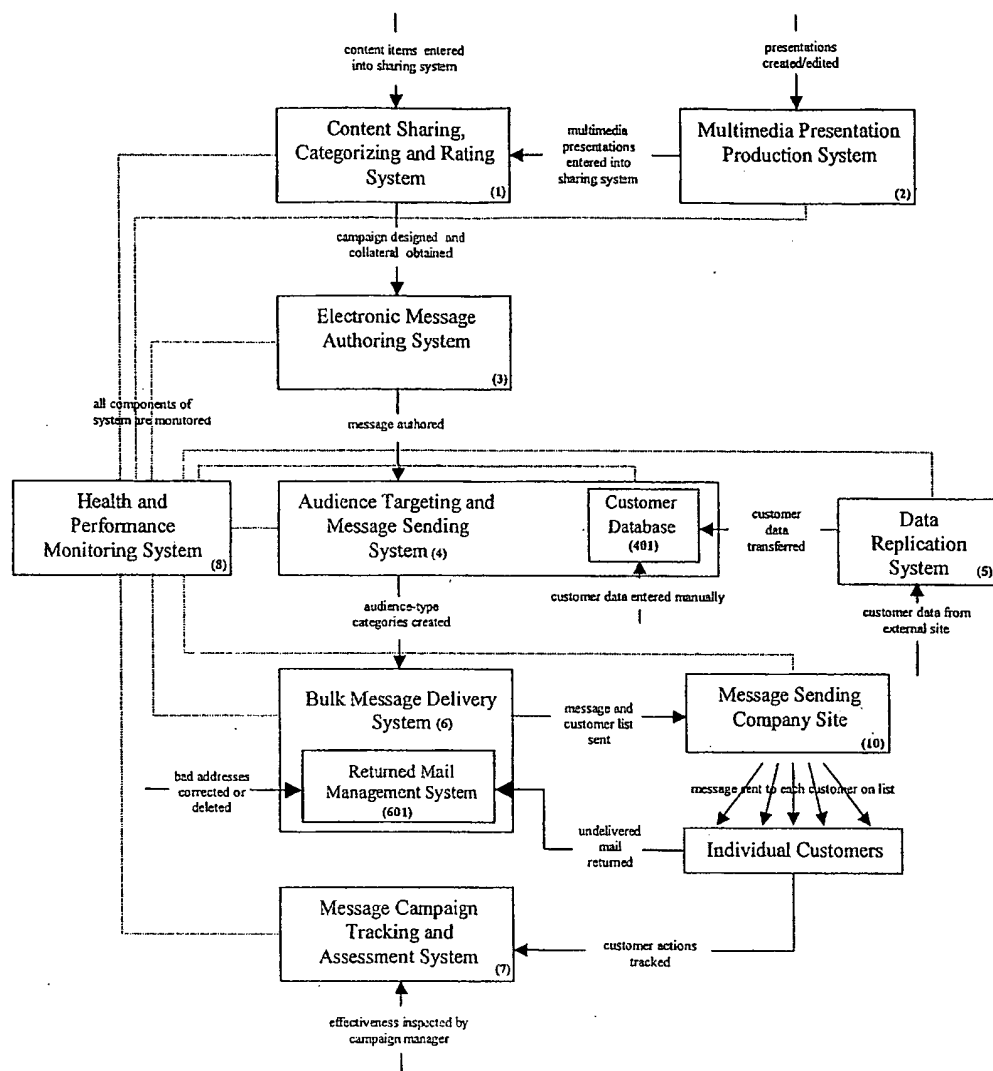 content items entered
into sharing system
presentations
created/edited
Content Sharing,
Categorizing and Rating
System
(1)
multimedia
presentations
entered into
sharing system
Multimedia Presentation
Production System
(2)
campaign designed and
collateral obtained
Electronic Message
Authoring System
(3)
all components of
system are monitored
message authored
Health and
Performance
Monitoring System
(8)
Audience Targeting and
Message Sending
System (4)
Customer
Database
(401)
customer
data
transferred
Data
Replication
System
(5)
audience-type
categories created
customer data entered manually
customer data from
external site
Bulk Message Delivery
System (6)
message and
customer list
sent
Message Sending
Company Site
(10)
bad addresses
corrected or
deleted
Returned Mail
Management System
(601)
message sent to each customer on list
undelivered
mail
returned
Individual Customers
Message Campaign
Tracking and
Assessment System
(7)
customer actions
tracked
effectiveness inspected by
campaign manager